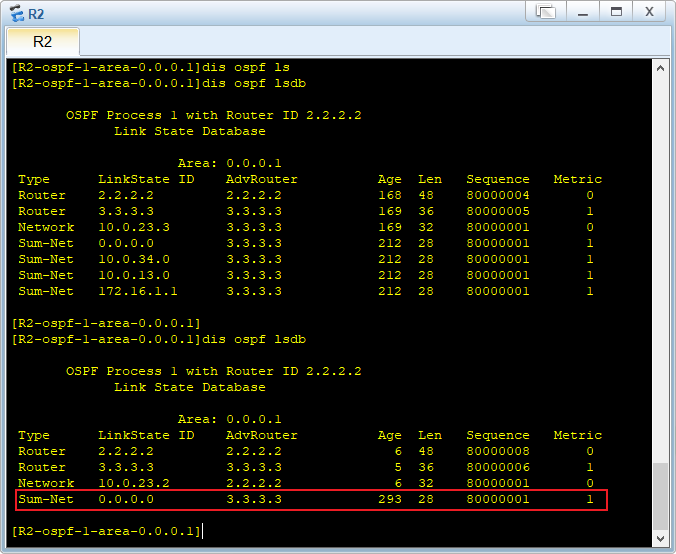 R2
X
R2
[R2-ospf-1-area-0.0.0.1]dis ospf ls
[R2-ospf-1-area-0.0.0.1]dis ospf lsdb
OSPF Process 1 with Router ID 2.2.2.2
Link State Database
Area: 0.0.0.1
Type LinkState ID AdvRouter Age Len Sequence Metric
Router 2.2.2.2 2.2.2.2 168 48 80000004 0
Router 3.3.3.3 3.3.3.3 169 36 80000005 1
Network 10.0.23.3 3.3.3.3 169 32 80000001 0
Sum-Net 0.0.0.0 3.3.3.3 212 28 80000001 1
Sum-Net 10.0.34.0 3.3.3.3 212 28 80000001 1
Sum-Net 10.0.13.0 3.3.3.3 212 28 80000001 1
Sum-Net 172.16.1.1 3.3.3.3 212 28 80000001 1
[R2-ospf-1-area-0.0.0.1]
[R2-ospf-1-area-0.0.0.1]dis ospf lsdb
OSPF Process 1 with Router ID 2.2.2.2
Link State Database
Area: 0.0.0.1
Type LinkState ID AdvRouter Age Len Sequence Metric
Router 2.2.2.2 2.2.2.2 6 48 80000008 0
Router 3.3.3.3 3.3.3.3 5 36 80000006 1
Network 10.0.23.2 2.2.2.2 6 32 80000001 0
Sum-Net 0.0.0.0 3.3.3.3 293 28 80000001 1
[R2-ospf-1-area-0.0.0.1]